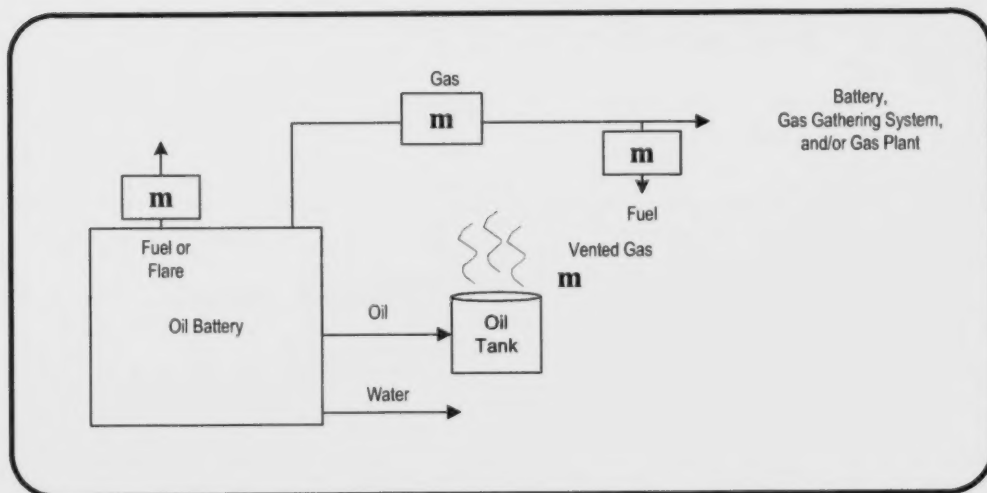 Gas
m
Battery,
Gas Gathering System,
and/or Gas Plant
m
m
Fuel
Fuel or
Flare
Vented Gas
m
Oil Battery
Oil
Oil
Tank
Water